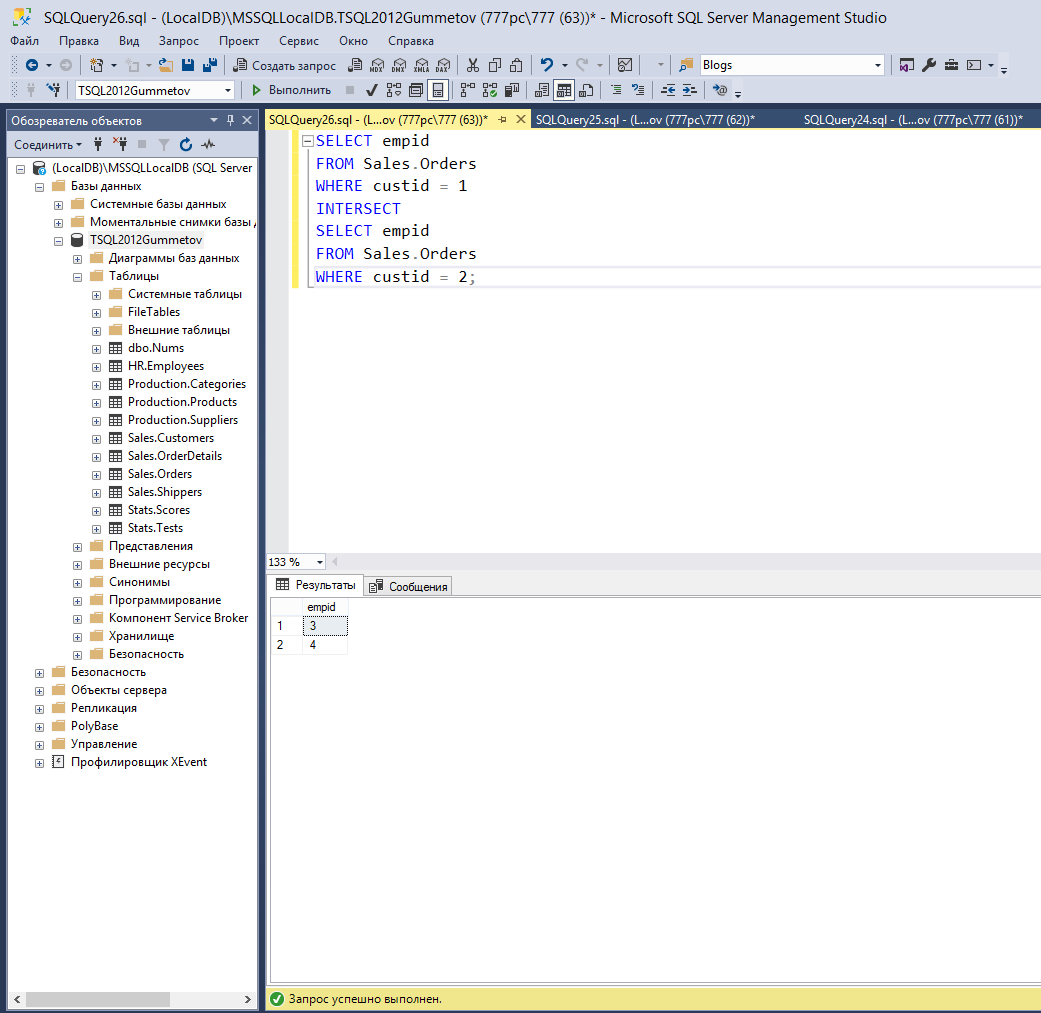 SQLQuery26.sql - (LocalDB)\MSSQLLocalDB.TSQL2012Gummetov (777pc\777 (63))* - Microsoft SQL Server Management Studio
Файл Правка Вид Запрос Проект Сервис Окно Справка
Создать запрос MDX DMX XMLA DAX Blogs
TSQL2012Gummetov Выполнить
Обозреватель объектов
Соединить
(LocalDB)\MSSQLLocalDB (SQL Server
Базы данных
Системные базы данных
Моментальные снимки базы
TSQL2012Gummetov
Диаграммы баз данных
Таблицы
Системные таблицы
FileTables
Внешние таблицы
dbo.Nums
HR.Employees
Production.Categories
Production.Products
Production.Suppliers
Sales.Customers
Sales.OrderDetails
Sales.Orders
Sales.Shippers
Stats.Scores
Stats.Tests
Представления
Внешние ресурсы
Синонимы
Программирование
Компонент Service Broker
Хранилище
Безопасность
Безопасность
Объекты сервера
Репликация
PolyBase
Управление
Профилировщик XEvent
SQLQuery26.sql - (L...ov (777pc\777 (63))* SQLQuery25.sql - (L...ov (777pc\777 (62))* SQLQuery24.sql - (L...ov (777pc\777 (61))*
SELECT empid
FROM Sales.Orders
WHERE custid = 1
INTERSECT
SELECT empid
FROM Sales.Orders
WHERE custid = 2;
133 %
Результаты Сообщения
empid
1 3
2 4
Запрос успешно выполнен.